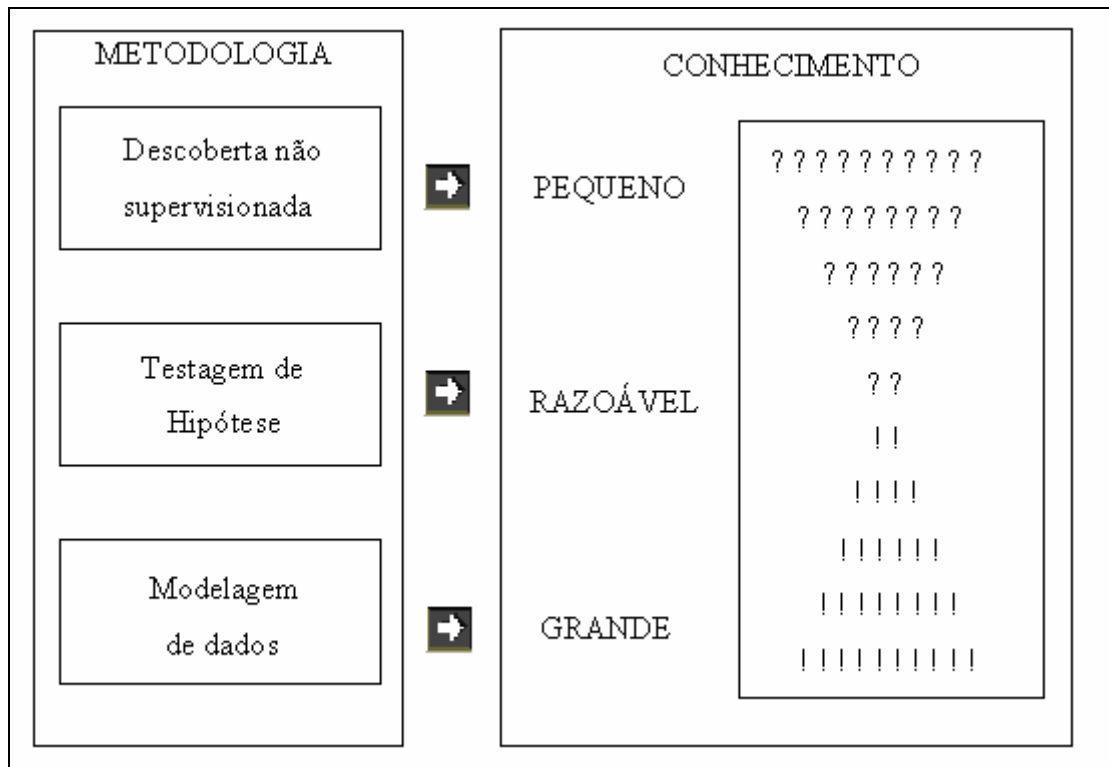 METODOLOGIA
Descoberta não
supervisionada
Testagem de
Hipótese
Modelagem
de dados
CONHECIMENTO
PEQUENO
RAZOÁVEL
GRANDE
? ? ? ? ? ? ? ? ? ?
? ? ? ? ? ? ? ?
? ? ? ? ? ?
? ? ? ?
? ?
! !
! ! ! !
! ! ! ! ! !
! ! ! ! ! ! ! !
! ! ! ! ! ! ! ! ! !